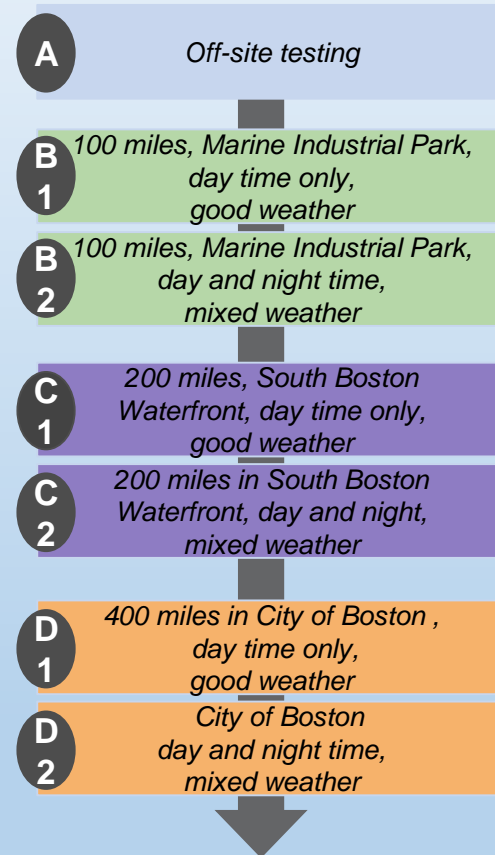 A
Off-site testing
B
1
100 miles, Marine Industrial Park,
day time only,
good weather
B
2
100 miles, Marine Industrial Park,
day and night time,
mixed weather
C
1
200 miles, South Boston
Waterfront, day time only,
good weather
C
2
200 miles in South Boston
Waterfront, day and night,
mixed weather
D
1
400 miles in City of Boston ,
day time only,
good weather
D
2
City of Boston
day and night time,
mixed weather